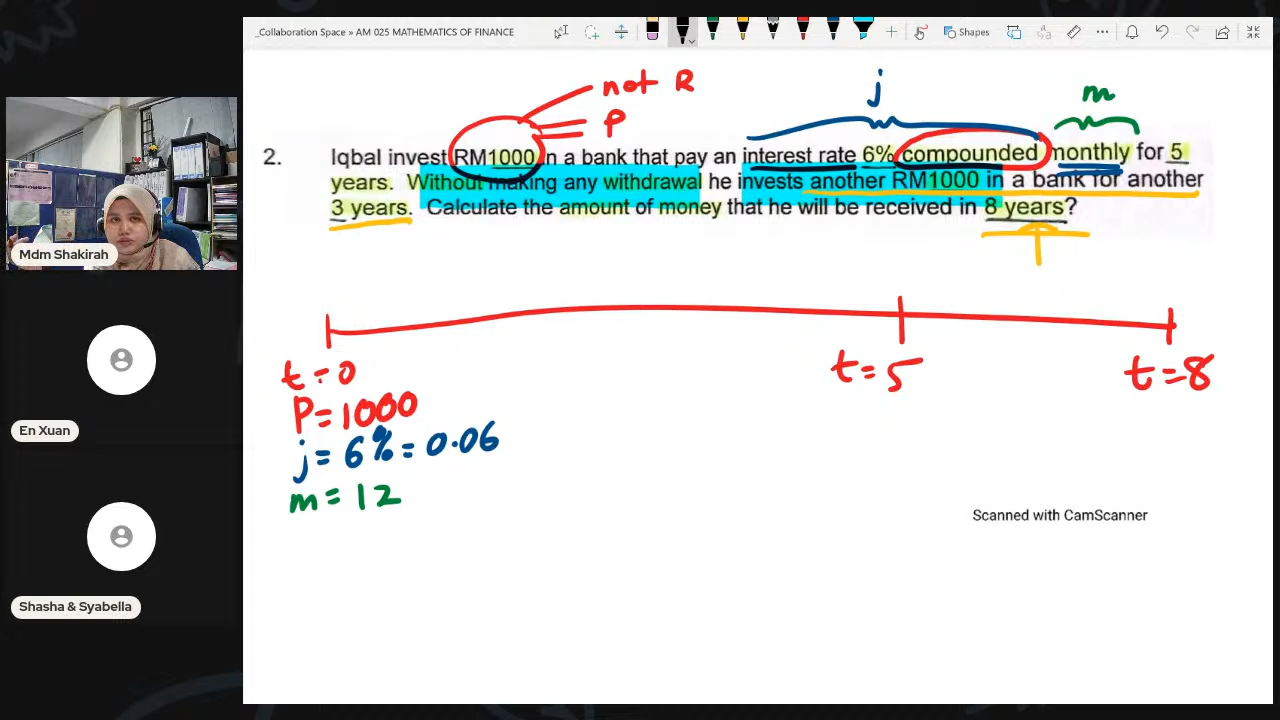 _Collaboration Space » AM 025 MATHEMATICS OF FINANCE
Shapes
not R
P
j
m
2. Iqbal invest RM1000 in a bank that pay an interest rate 6% compounded monthly for 5
years. Without making any withdrawal he invests another RM1000 in a bank for another
3 years. Calculate the amount of money that he will be received in 8 years?
Mdm Shakirah
t=0
t=5
t=8
P=1000
j=6%=0.06
m=12
En Xuan
Scanned with CamScanner
Shasha & Syabella